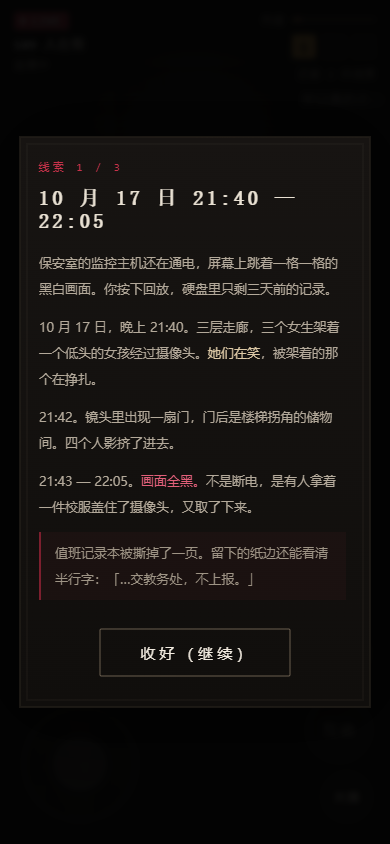 线索 1 / 3
10 月 17 日 21:40 —
22:05
保安室的监控主机还在通电，屏幕上跳着一格一格的
黑白画面。你按下回放，硬盘里只剩三天前的记录。
10 月 17 日，晚上 21:40。三层走廊，三个女生架着
一个低头的女孩经过摄像头。她们在笑，被架着的那
个在挣扎。
21:42。镜头里出现一扇门，门后是楼梯拐角的储物
间。四个人影挤了进去。
21:43 — 22:05。画面全黑。不是断电，是有人拿着
一件校服盖住了摄像头，又取了下来。
值班记录本被撕掉了一页。留下的纸边还能看清
半行字：「…交教务处，不上报。」
收好（继续）